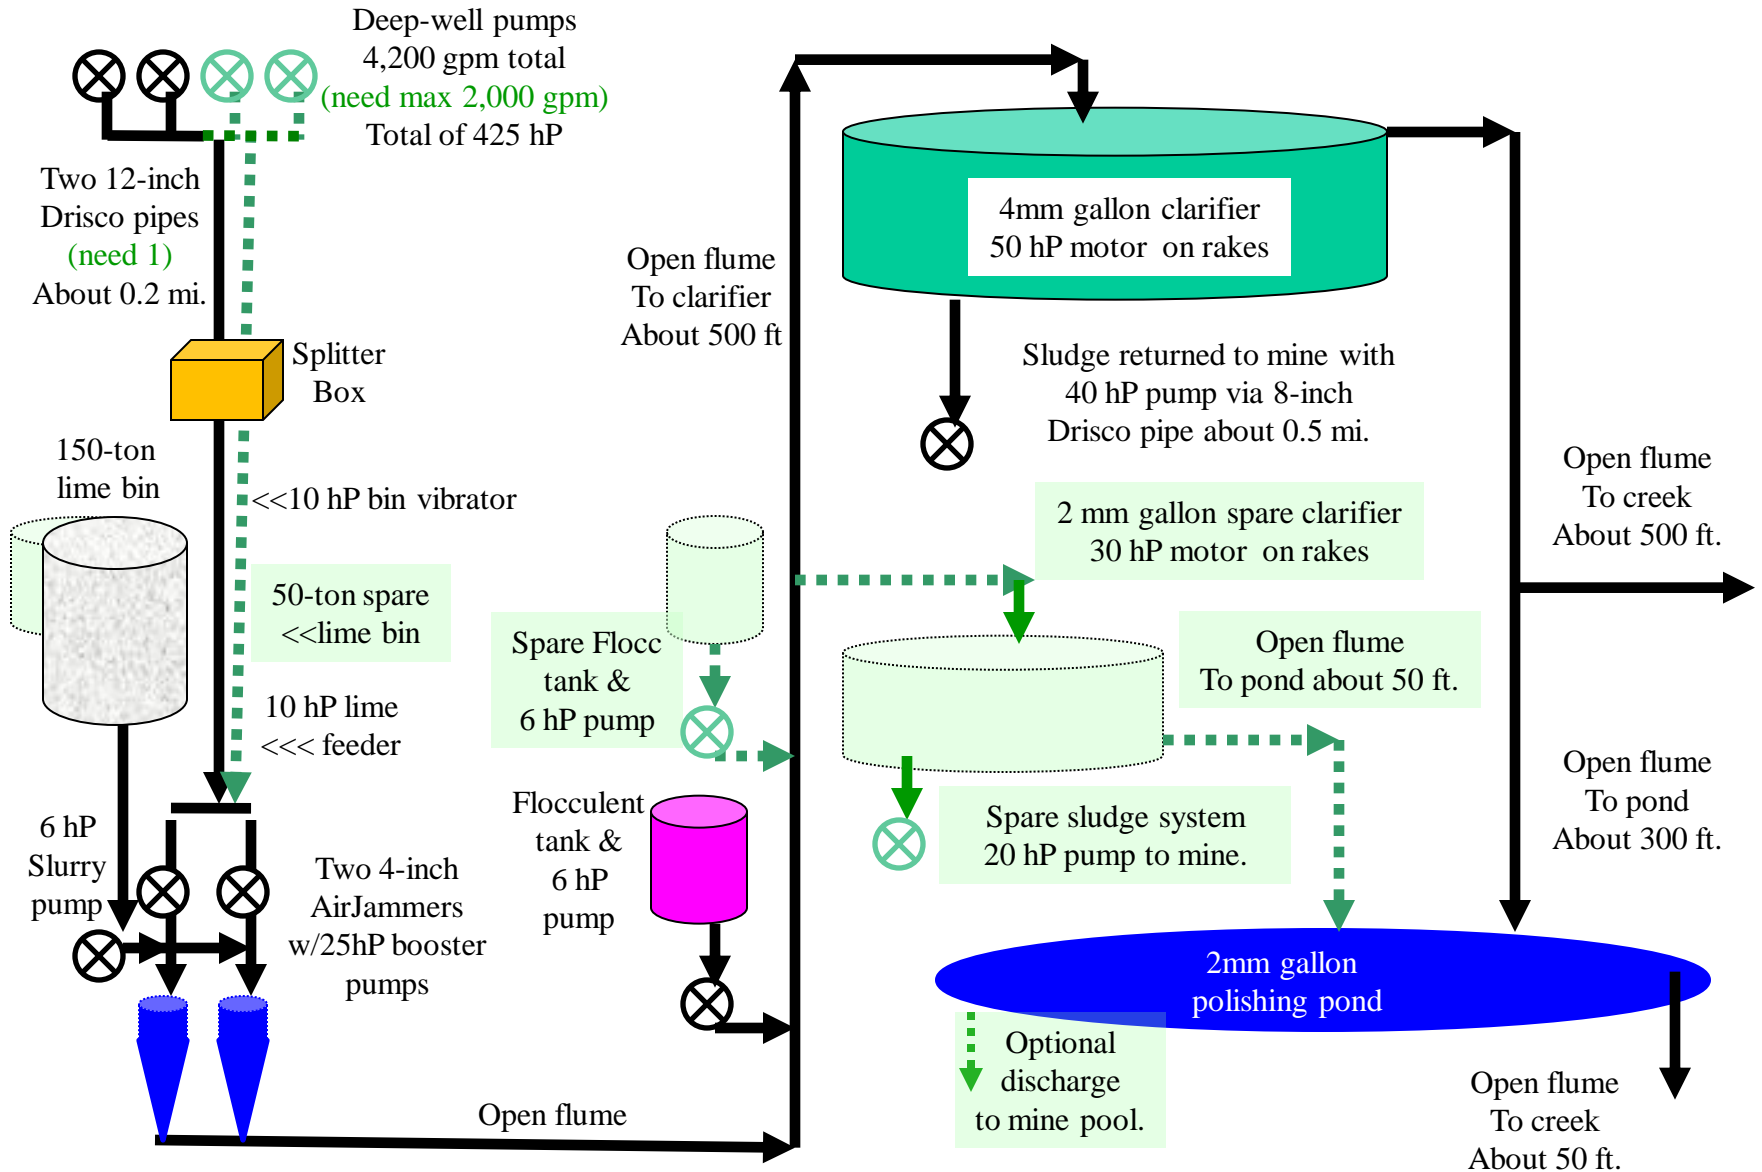 Deep-well pumps
4,200 gpm total
(need max 2,000 gpm)
Total of 425 hP
Two 12-inch
Drisco pipes
(need 1)
About 0.2 mi.
Splitter
Box
150-ton
lime bin
<<10 hP bin vibrator
50-ton spare
<<lime bin
10 hP lime
<<< feeder
6 hP
Slurry
pump
Two 4-inch
AirJammers
w/25hP booster
pumps
Open flume
Open flume
To clarifier
About 500 ft
Spare Flocc
tank &
6 hP pump
Flocculent
tank &
6 hP
pump
4mm gallon clarifier
50 hP motor on rakes
Sludge returned to mine with
40 hP pump via 8-inch
Drisco pipe about 0.5 mi.
2 mm gallon spare clarifier
30 hP motor on rakes
Open flume
To pond about 50 ft.
Spare sludge system
20 hP pump to mine.
Open flume
To creek
About 500 ft.
Open flume
To pond
About 300 ft.
2mm gallon
polishing pond
Optional
discharge
to mine pool.
Open flume
To creek
About 50 ft.